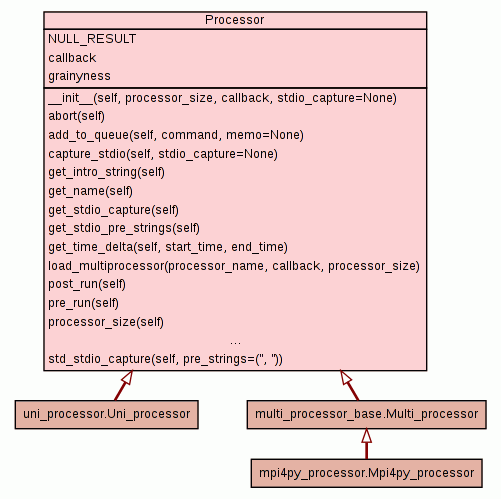 Processor
NULL_RESULT
callback
grainyness
__init__(self, processor_size, callback, stdio_capture=None)
abort(self)
add_to_queue(self, command, memo=None)
capture_stdio(self, stdio_capture=None)
get_intro_string(self)
get_name(self)
get_stdio_capture(self)
get_stdio_pre_strings(self)
get_time_delta(self, start_time, end_time)
load_multiprocessor(processor_name, callback, processor_size)
post_run(self)
pre_run(self)
processor_size(self)
...
std_stdio_capture(self, pre_strings=('', ''))
uni_processor.Uni_processor
multi_processor_base.Multi_processor
mpi4py_processor.Mpi4py_processor